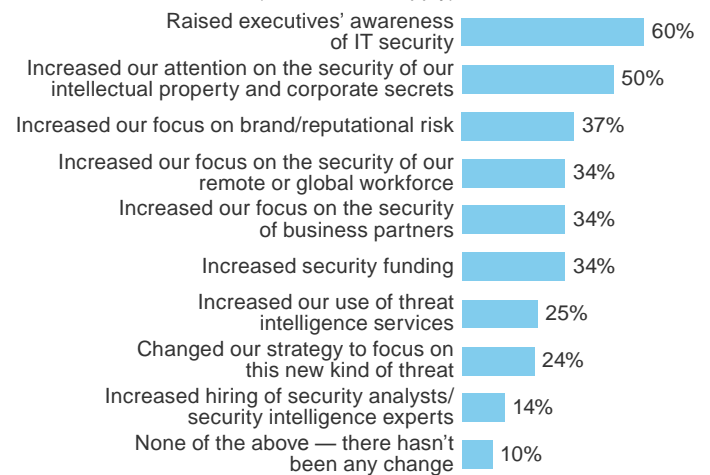 Raised executives’ awareness
of IT security
60%
Increased our attention on the security of our
intellectual property and corporate secrets
50%
Increased our focus on brand/reputational risk
37%
Increased our focus on the security of our
remote or global workforce
34%
Increased our focus on the security
of business partners
34%
Increased security funding
34%
Increased our use of threat
intelligence services
25%
Changed our strategy to focus on
this new kind of threat
24%
Increased hiring of security analysts/
security intelligence experts
14%
None of the above — there hasn’t
been any change
10%